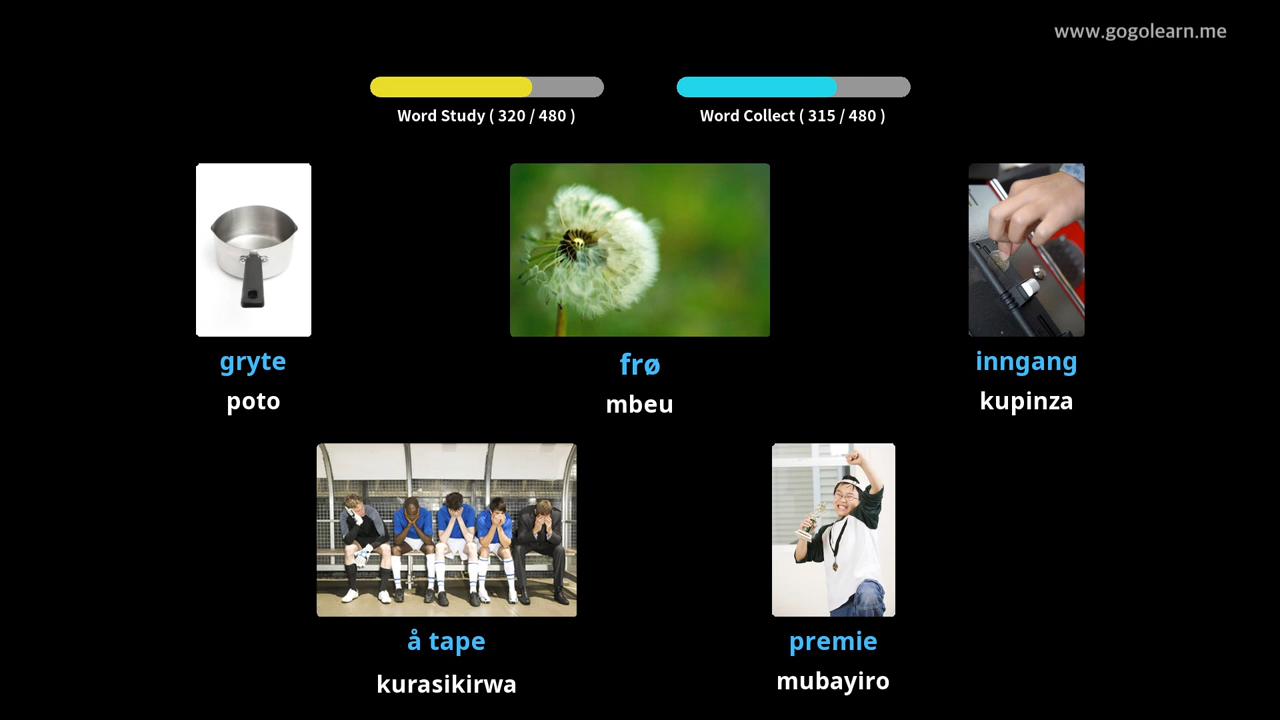 www.gogolearn.me
Word Study ( 320 / 480 )
Word Collect ( 315 / 480 )
gryte
poto
frø
mbeu
inngang
kupinza
å tape
kurasikirwa
premie
mubayiro